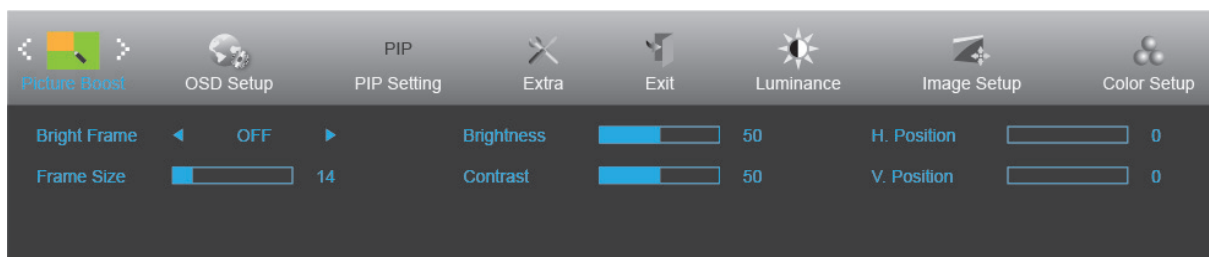 PIP
Picture Boost OSD Setup PIP Setting Extra Exit Luminance Image Setup Color Setup
Bright Frame OFF Brightness 50 H. Position 0
Frame Size 14 Contrast 50 V. Position 0